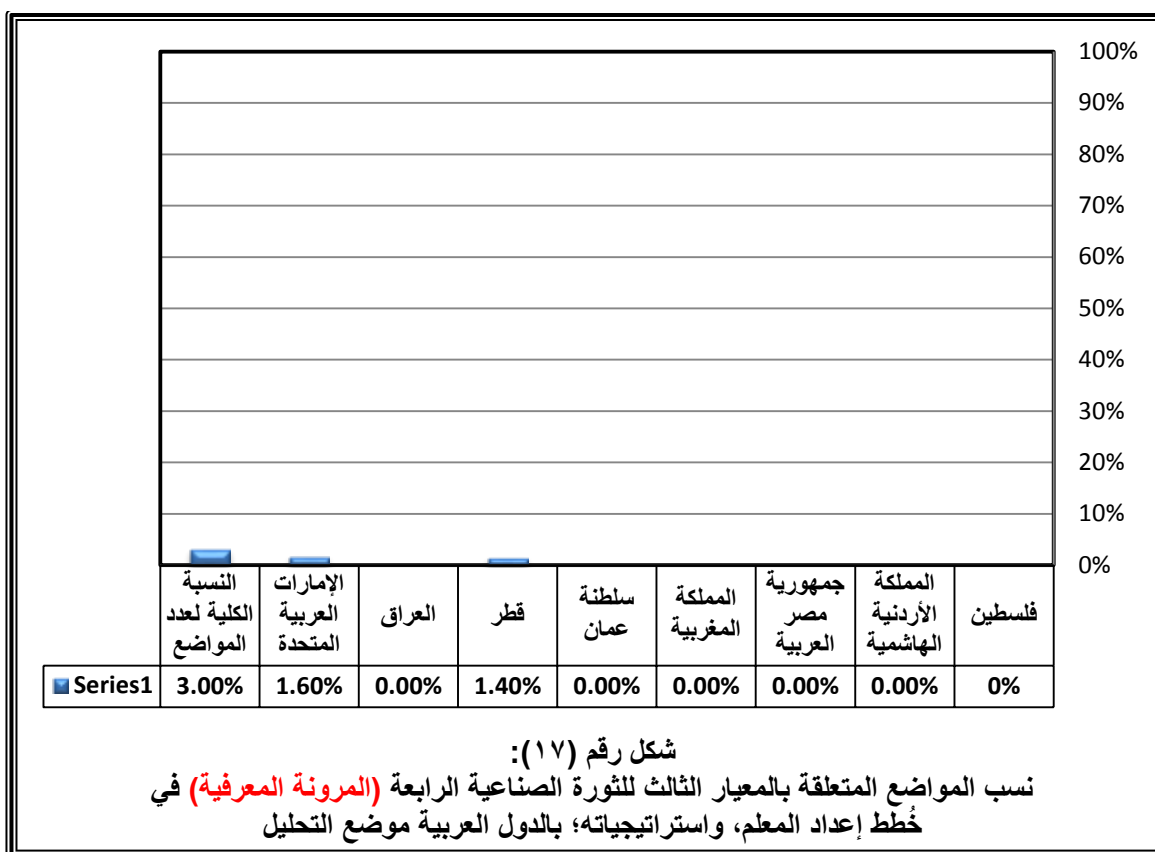 100%
90%
80%
70%
60%
50%
40%
30%
20%
10%
0%
فلسطين
المملكة
الأردنية
الهاشمية
جمهورية
مصر
العربية
المملكة
المغربية
سلطنة
عمان
قطر
العراق
الإمارات
العربية
المتحدة
النسبة
الكلية لعدد
المواضع
Series1 3.00% 1.60% 0.00% 1.40% 0.00% 0.00% 0.00% 0.00% 0%
شكل رقم (١٧):
نسب المواضع المتعلقة بالمعيار الثالث للثورة الصناعية الرابعة (المرونة المعرفية) في
خُطط إعداد المعلم، واستراتيجياته؛ بالدول العربية موضع التحليل